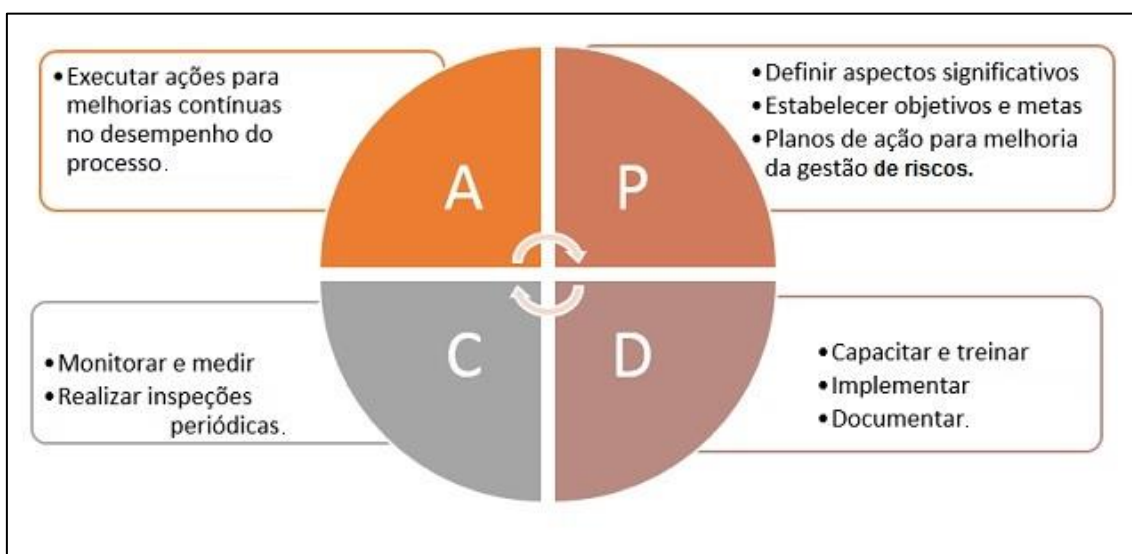 •Executar ações para
melhorias contínuas
no desempenho do
processo.
A
P
•Definir aspectos significativos
•Estabelecer objetivos e metas
•Planos de ação para melhoria
da gestão de riscos.
•Monitorar e medir
•Realizar inspeções
periódicas.
C
D
•Capacitar e treinar
•Implementar
•Documentar.